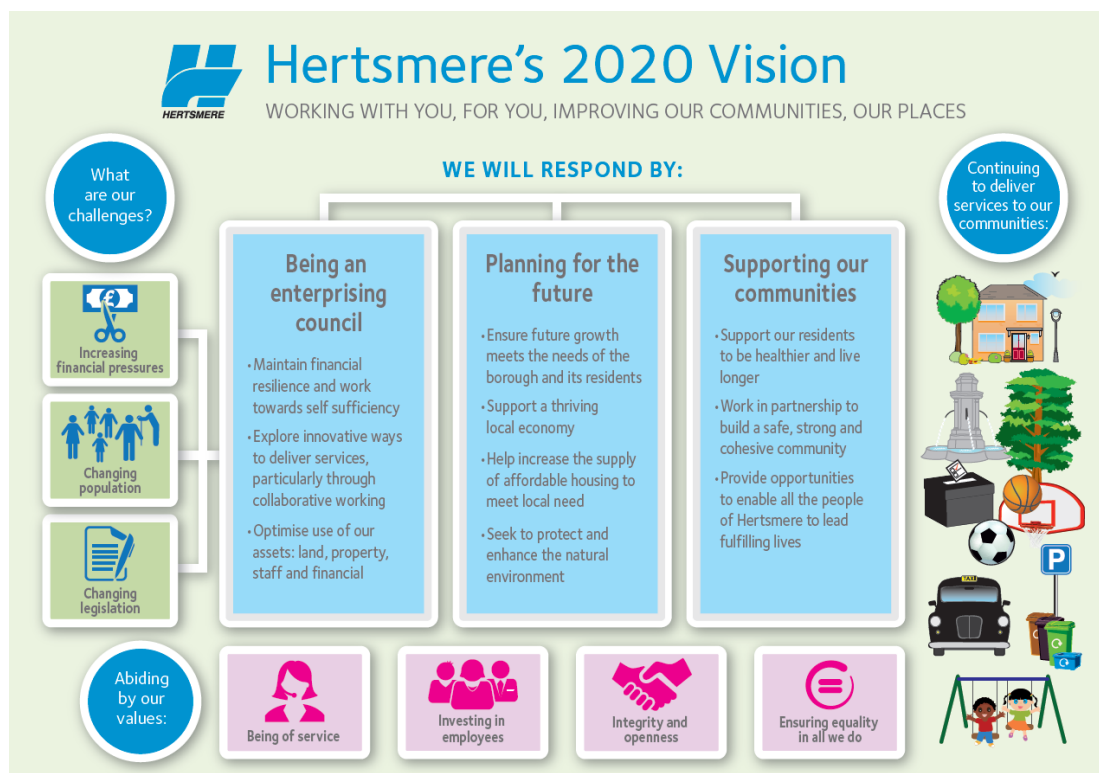 HERTSMERE
Hertsmere's 2020 Vision
WORKING WITH YOU, FOR YOU, IMPROVING OUR COMMUNITIES, OUR PLACES
What
are our
challenges?
£
Increasing
financial pressures
Changing
population
Changing
legislation
WE WILL RESPOND BY:
Being an
enterprising
council
•Maintain financial
resilience and work
towards self sufficiency
•Explore innovative ways
to deliver services,
particularly through
collaborative working
•Optimise use of our
assets: land, property,
staff and financial
Planning for the
future
•Ensure future growth
meets the needs of the
borough and its residents
•Support a thriving
local economy
•Help increase the supply
of affordable housing to
meet local need
•Seek to protect and
enhance the natural
environment
Supporting our
communities
•Support our residents
to be healthier and live
longer
•Work in partnership to
build a safe, strong and
cohesive community
•Provide opportunities
to enable all the people
of Hertsmere to lead
fulfilling lives
Continuing
to deliver
services to our
communities:
P
TAXI
Abiding
by our
values:
Being of service
Investing in
employees
Integrity and
openness
Ensuring equality
in all we do